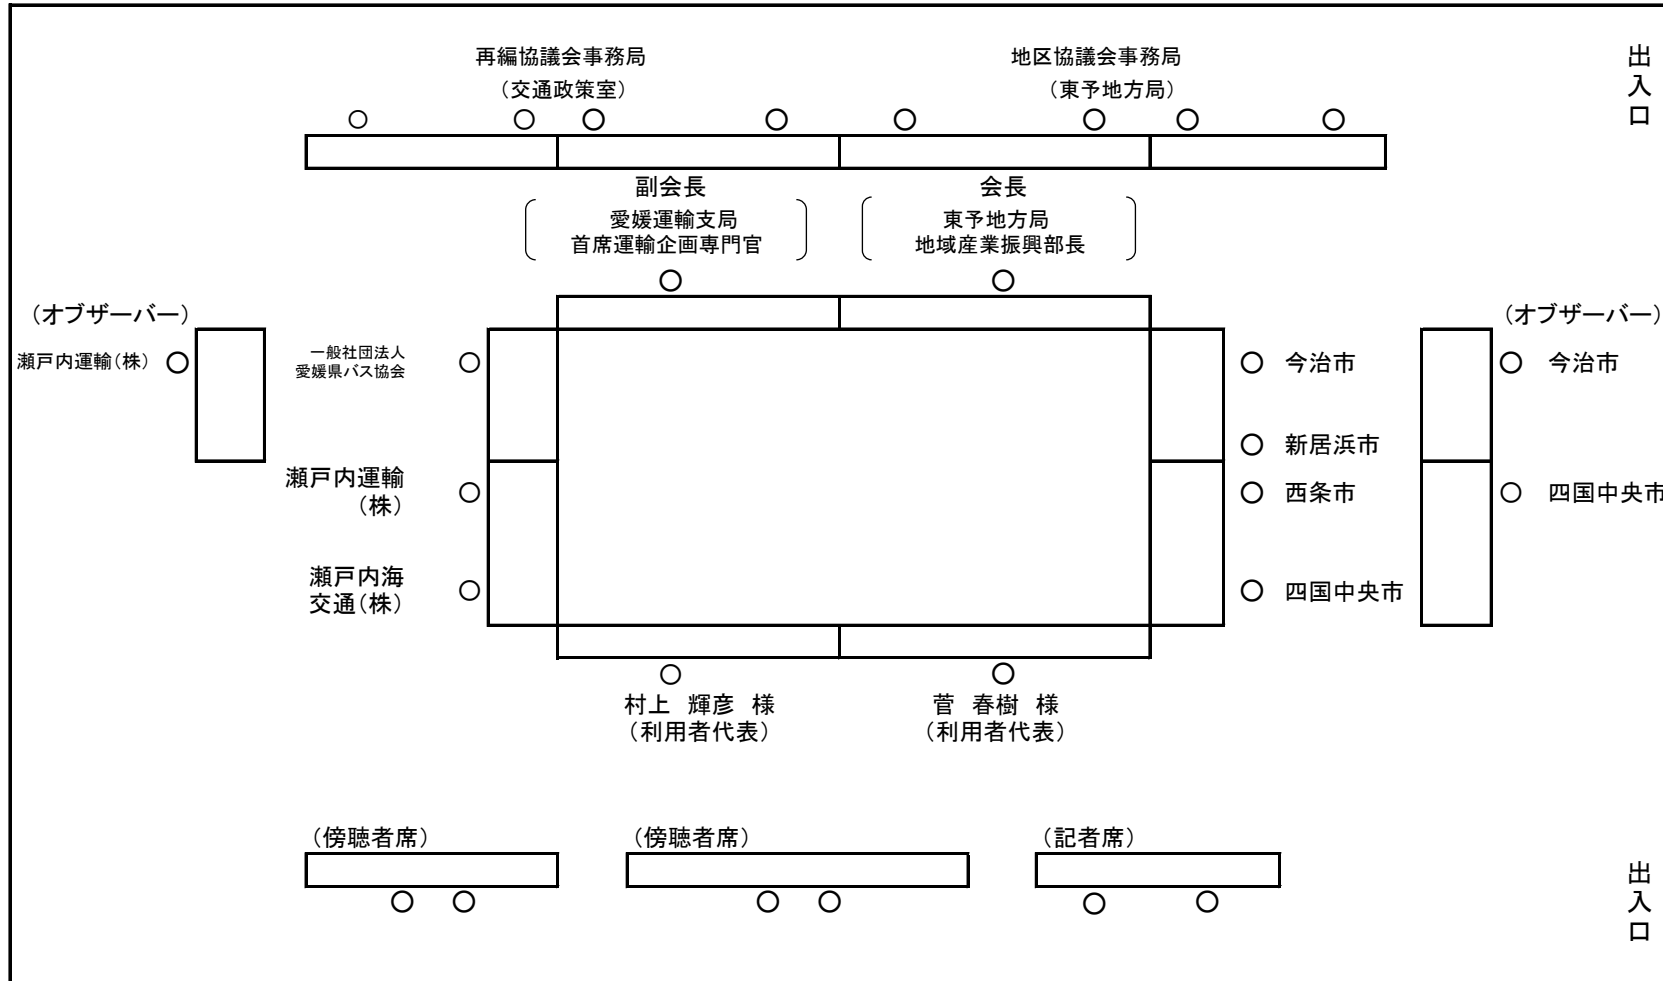 再編協議会事務局
（交通政策室）
地区協議会事務局
（東予地方局）
出入口
副会長
愛媛運輸支局
首席運輸企画専門官
会長
東予地方局
地域産業振興部長
（オブザーバー）
瀬戸内運輸（株）
一般社団法人
愛媛県バス協会
瀬戸内運輸
（株）
瀬戸内海
交通（株）
今治市
新居浜市
西条市
四国中央市
（オブザーバー）
今治市
四国中央市
村上　輝彦　様
（利用者代表）
菅　春樹　様
（利用者代表）
（傍聴者席）
（傍聴者席）
（記者席）
出入口